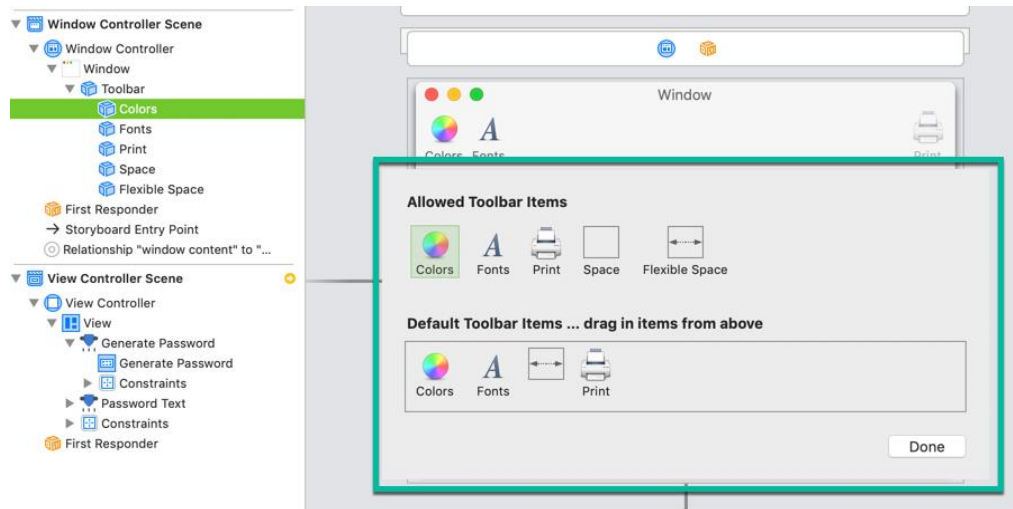 Window Controller Scene
Window Controller
Window
Toolbar
Colors
Fonts
Print
Space
Flexible Space
First Responder
Storyboard Entry Point
Relationship "window content" to "...
View Controller Scene
View Controller
View
Generate Password
Generate Password
Constraints
Password Text
Constraints
First Responder
Window
Colors Fonts Print
Allowed Toolbar Items
Colors Fonts Print Space Flexible Space
Default Toolbar Items ... drag in items from above
Colors Fonts Print
Done